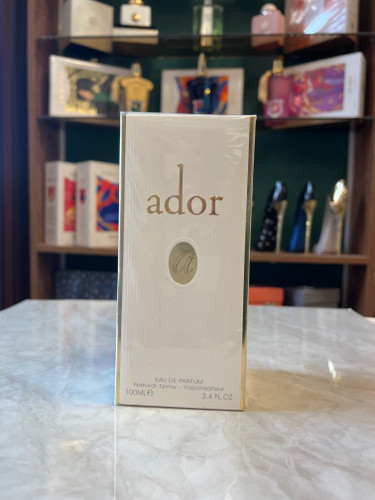 ador
a
EAU DE PARFUM
Natural Spray - Vaporisateur
100ML℮ 3.4 FL.OZ